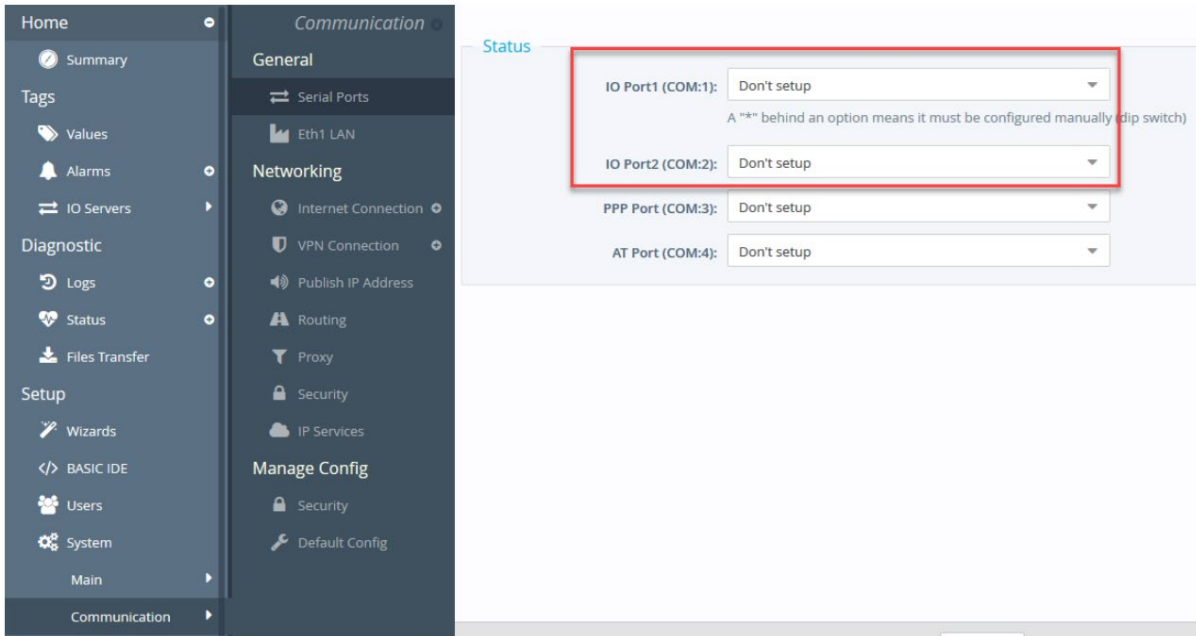 Home
Summary
Tags
Values
Alarms
IO Servers
Diagnostic
Logs
Status
Files Transfer
Setup
Wizards
</> BASIC IDE
Users
System
Main
Communication
Communication
General
Serial Ports
Eth1 LAN
Networking
Internet Connection
VPN Connection
Publish IP Address
Routing
Proxy
Security
IP Services
Manage Config
Security
Default Config
Status
IO Port1 (COM:1): Don't setup
A "*" behind an option means it must be configured manually (dip switch)
IO Port2 (COM:2): Don't setup
PPP Port (COM:3): Don't setup
AT Port (COM:4): Don't setup